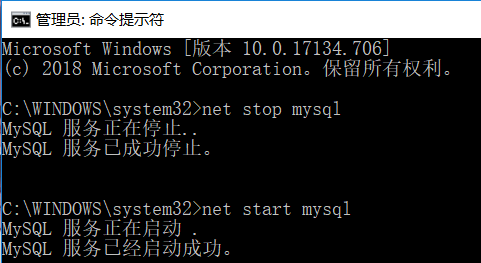 管理员: 命令提示符
Microsoft Windows [版本 10.0.17134.706]
(c) 2018 Microsoft Corporation。保留所有权利。
C:\WINDOWS\system32>net stop mysql
MySQL 服务正在停止..
MySQL 服务已成功停止。
C:\WINDOWS\system32>net start mysql
MySQL 服务正在启动 .
MySQL 服务已经启动成功。